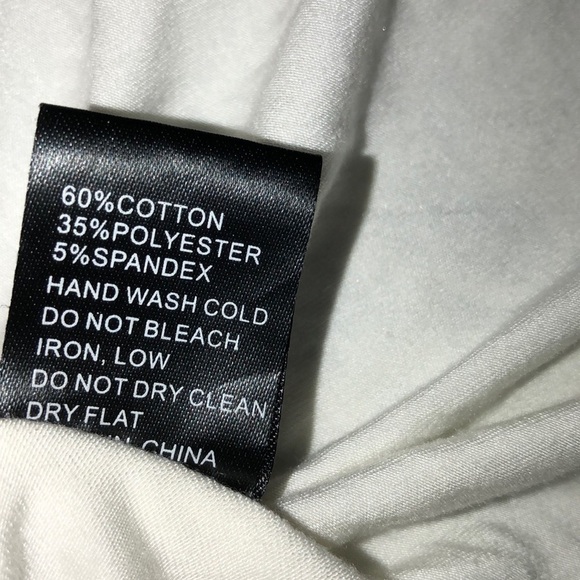 60%COTTON
35%POLYESTER
5%SPANDEX
HAND WASH COLD
DO NOT BLEACH
IRON, LOW
DO NOT DRY CLEAN
DRY FLAT
CHINA